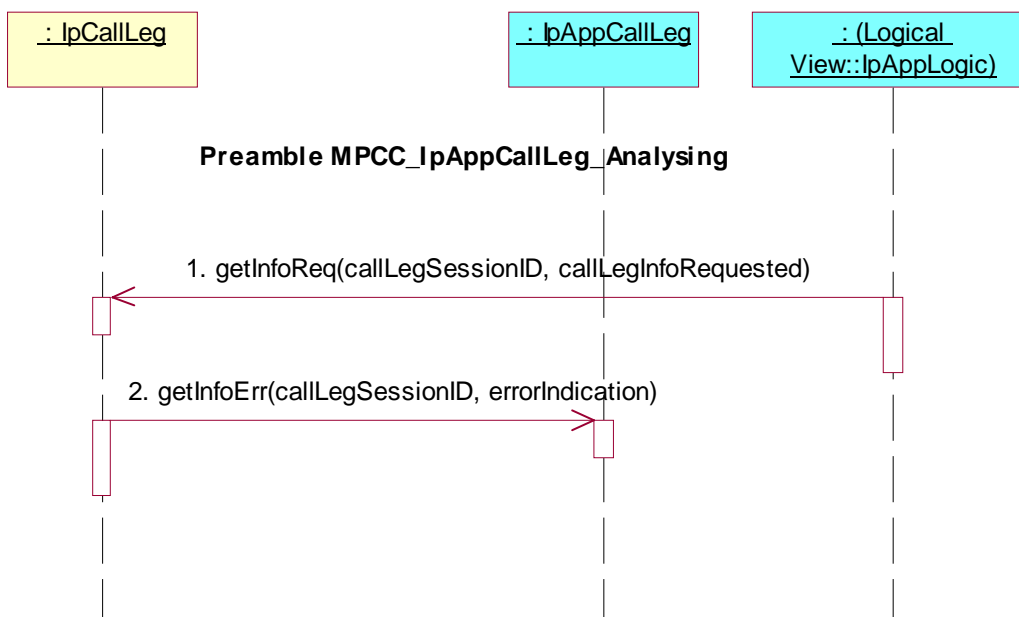 : IpCallLeg
: IpAppCallLeg
: (Logical
View::IpAppLogic)
Preamble MPCC_IpAppCallLeg_Analysing
1. getInfoReq(callLegSessionID, callLegInfoRequested)
2. getInfoErr(callLegSessionID, errorIndication)